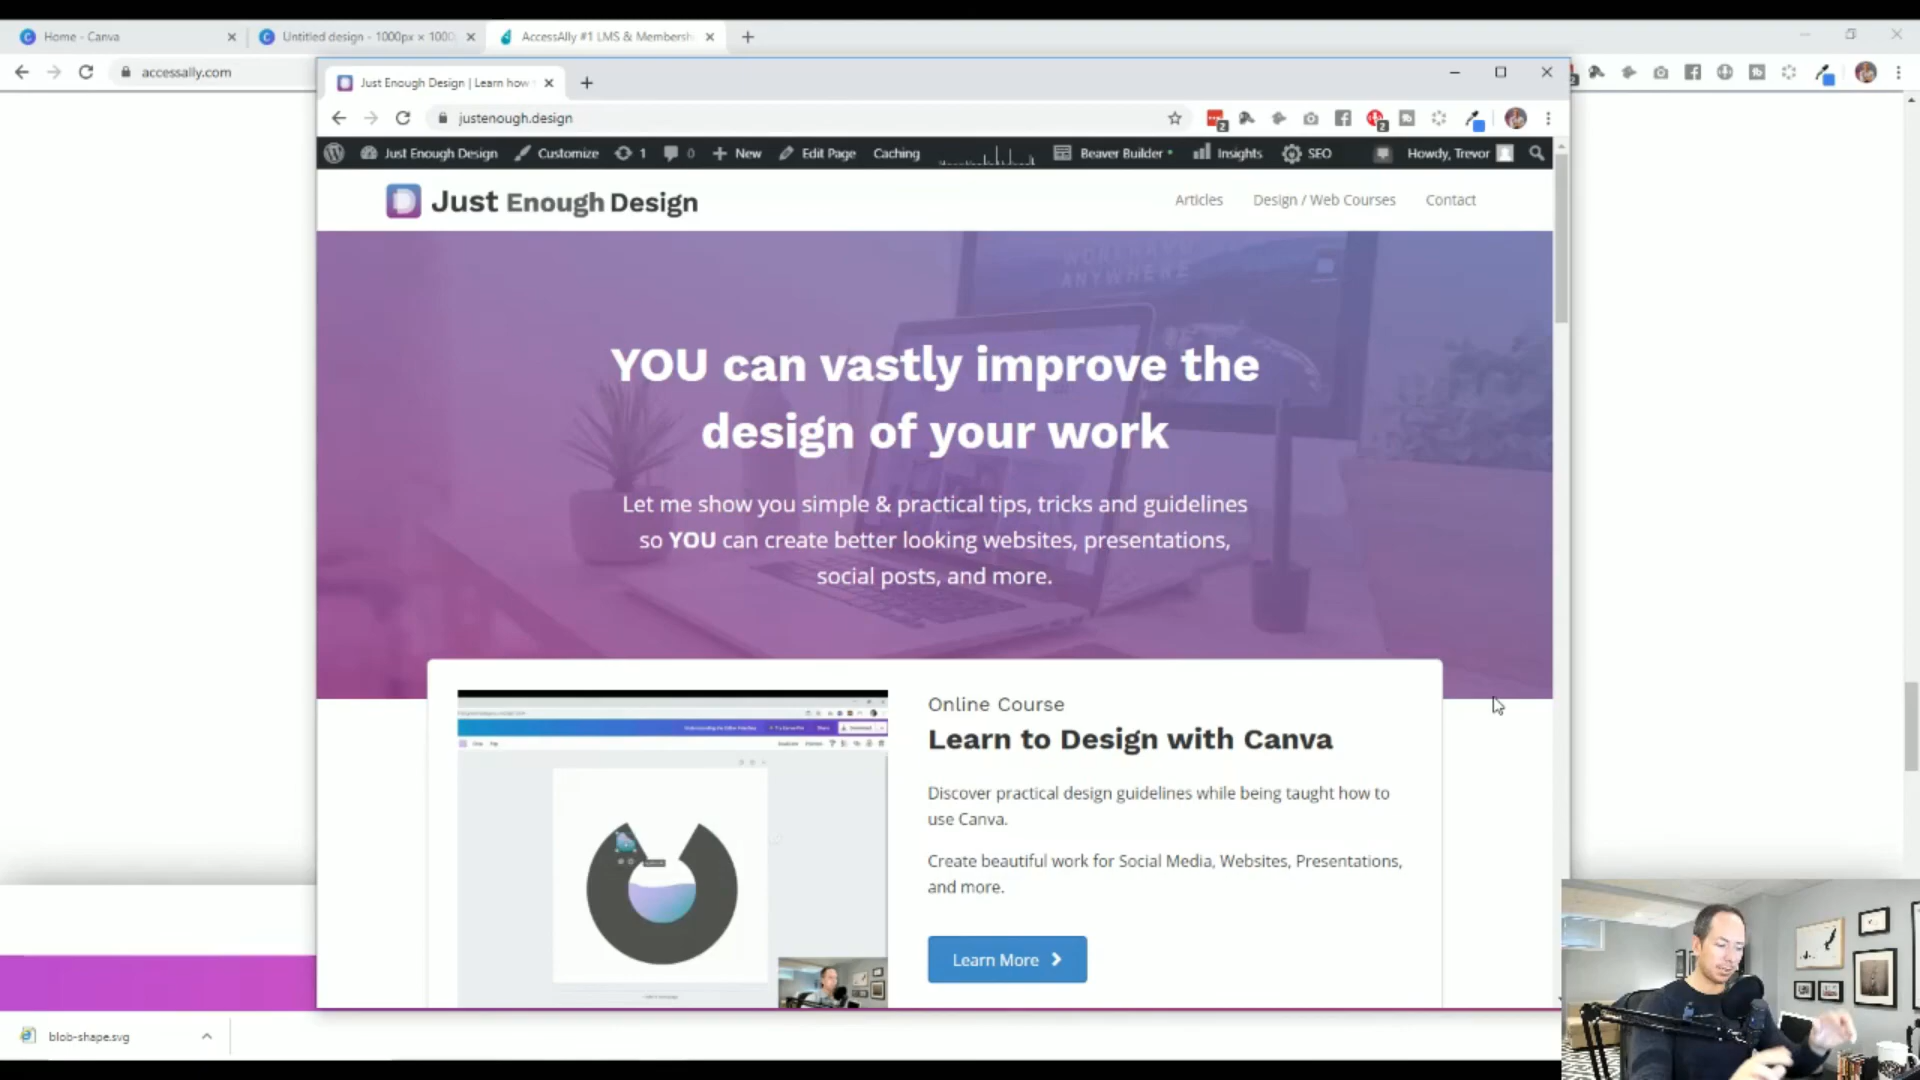 Home - Canva
Untitled design - 1000px × 1000
AccessAlly #1 LMS & Membersh
accessally.com
Just Enough Design | Learn how
justenough.design
2
2
Just Enough Design
Customize
1
0
New
Edit Page
Caching
Beaver Builder
Insights
SEO
Howdy, Trevor
Just Enough Design
Articles
Design / Web Courses
Contact
WORK HARD
ANYWHERE
YOU can vastly improve the
design of your work
Let me show you simple & practical tips, tricks and guidelines
so YOU can create better looking websites, presentations,
social posts, and more.
Online Course
Learn to Design with Canva
Discover practical design guidelines while being taught how to
use Canva.
Create beautiful work for Social Media, Websites, Presentations,
and more.
Learn More
blob-shape.svg